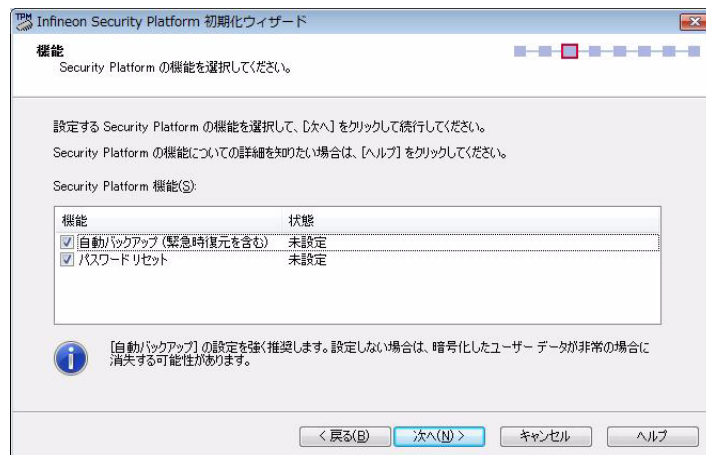 TPM
Infineon Security Platform 初期化ウィザード
機能
Security Platform の機能を選択してください。
設定する Security Platform の機能を選択して、[次へ] をクリックして続行してください。
Security Platform の機能についての詳細を知りたい場合は、[ヘルプ] をクリックしてください。
Security Platform 機能(S):
機能 状態
自動バックアップ (緊急時復元を含む) 未設定
パスワード リセット 未設定
[自動バックアップ] の設定を強く推奨します。設定しない場合は、暗号化したユーザー データが非常の場合に
消失する可能性があります。
< 戻る(B) 次へ(N) > キャンセル ヘルプ